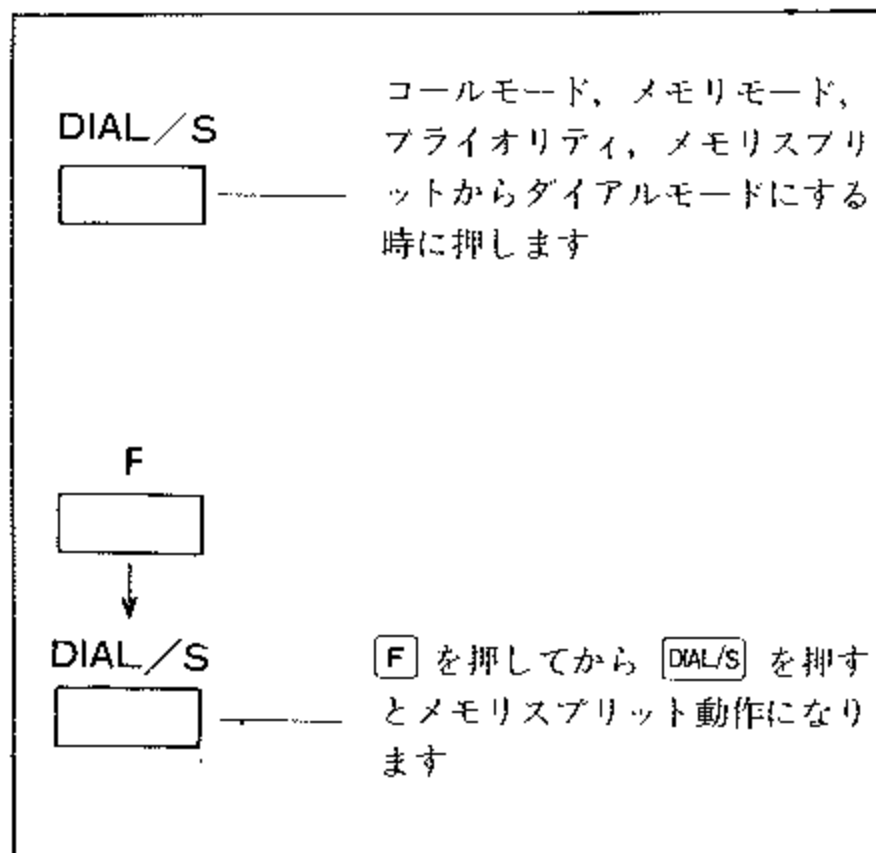 DIAL/S
コールモード，メモリモード，
プライオリティ，メモリスプリ
ットからダイアルモードにする
時に押します
F
DIAL/S
F を押してから DIAL/S を押す
とメモリスプリット動作になり
ます